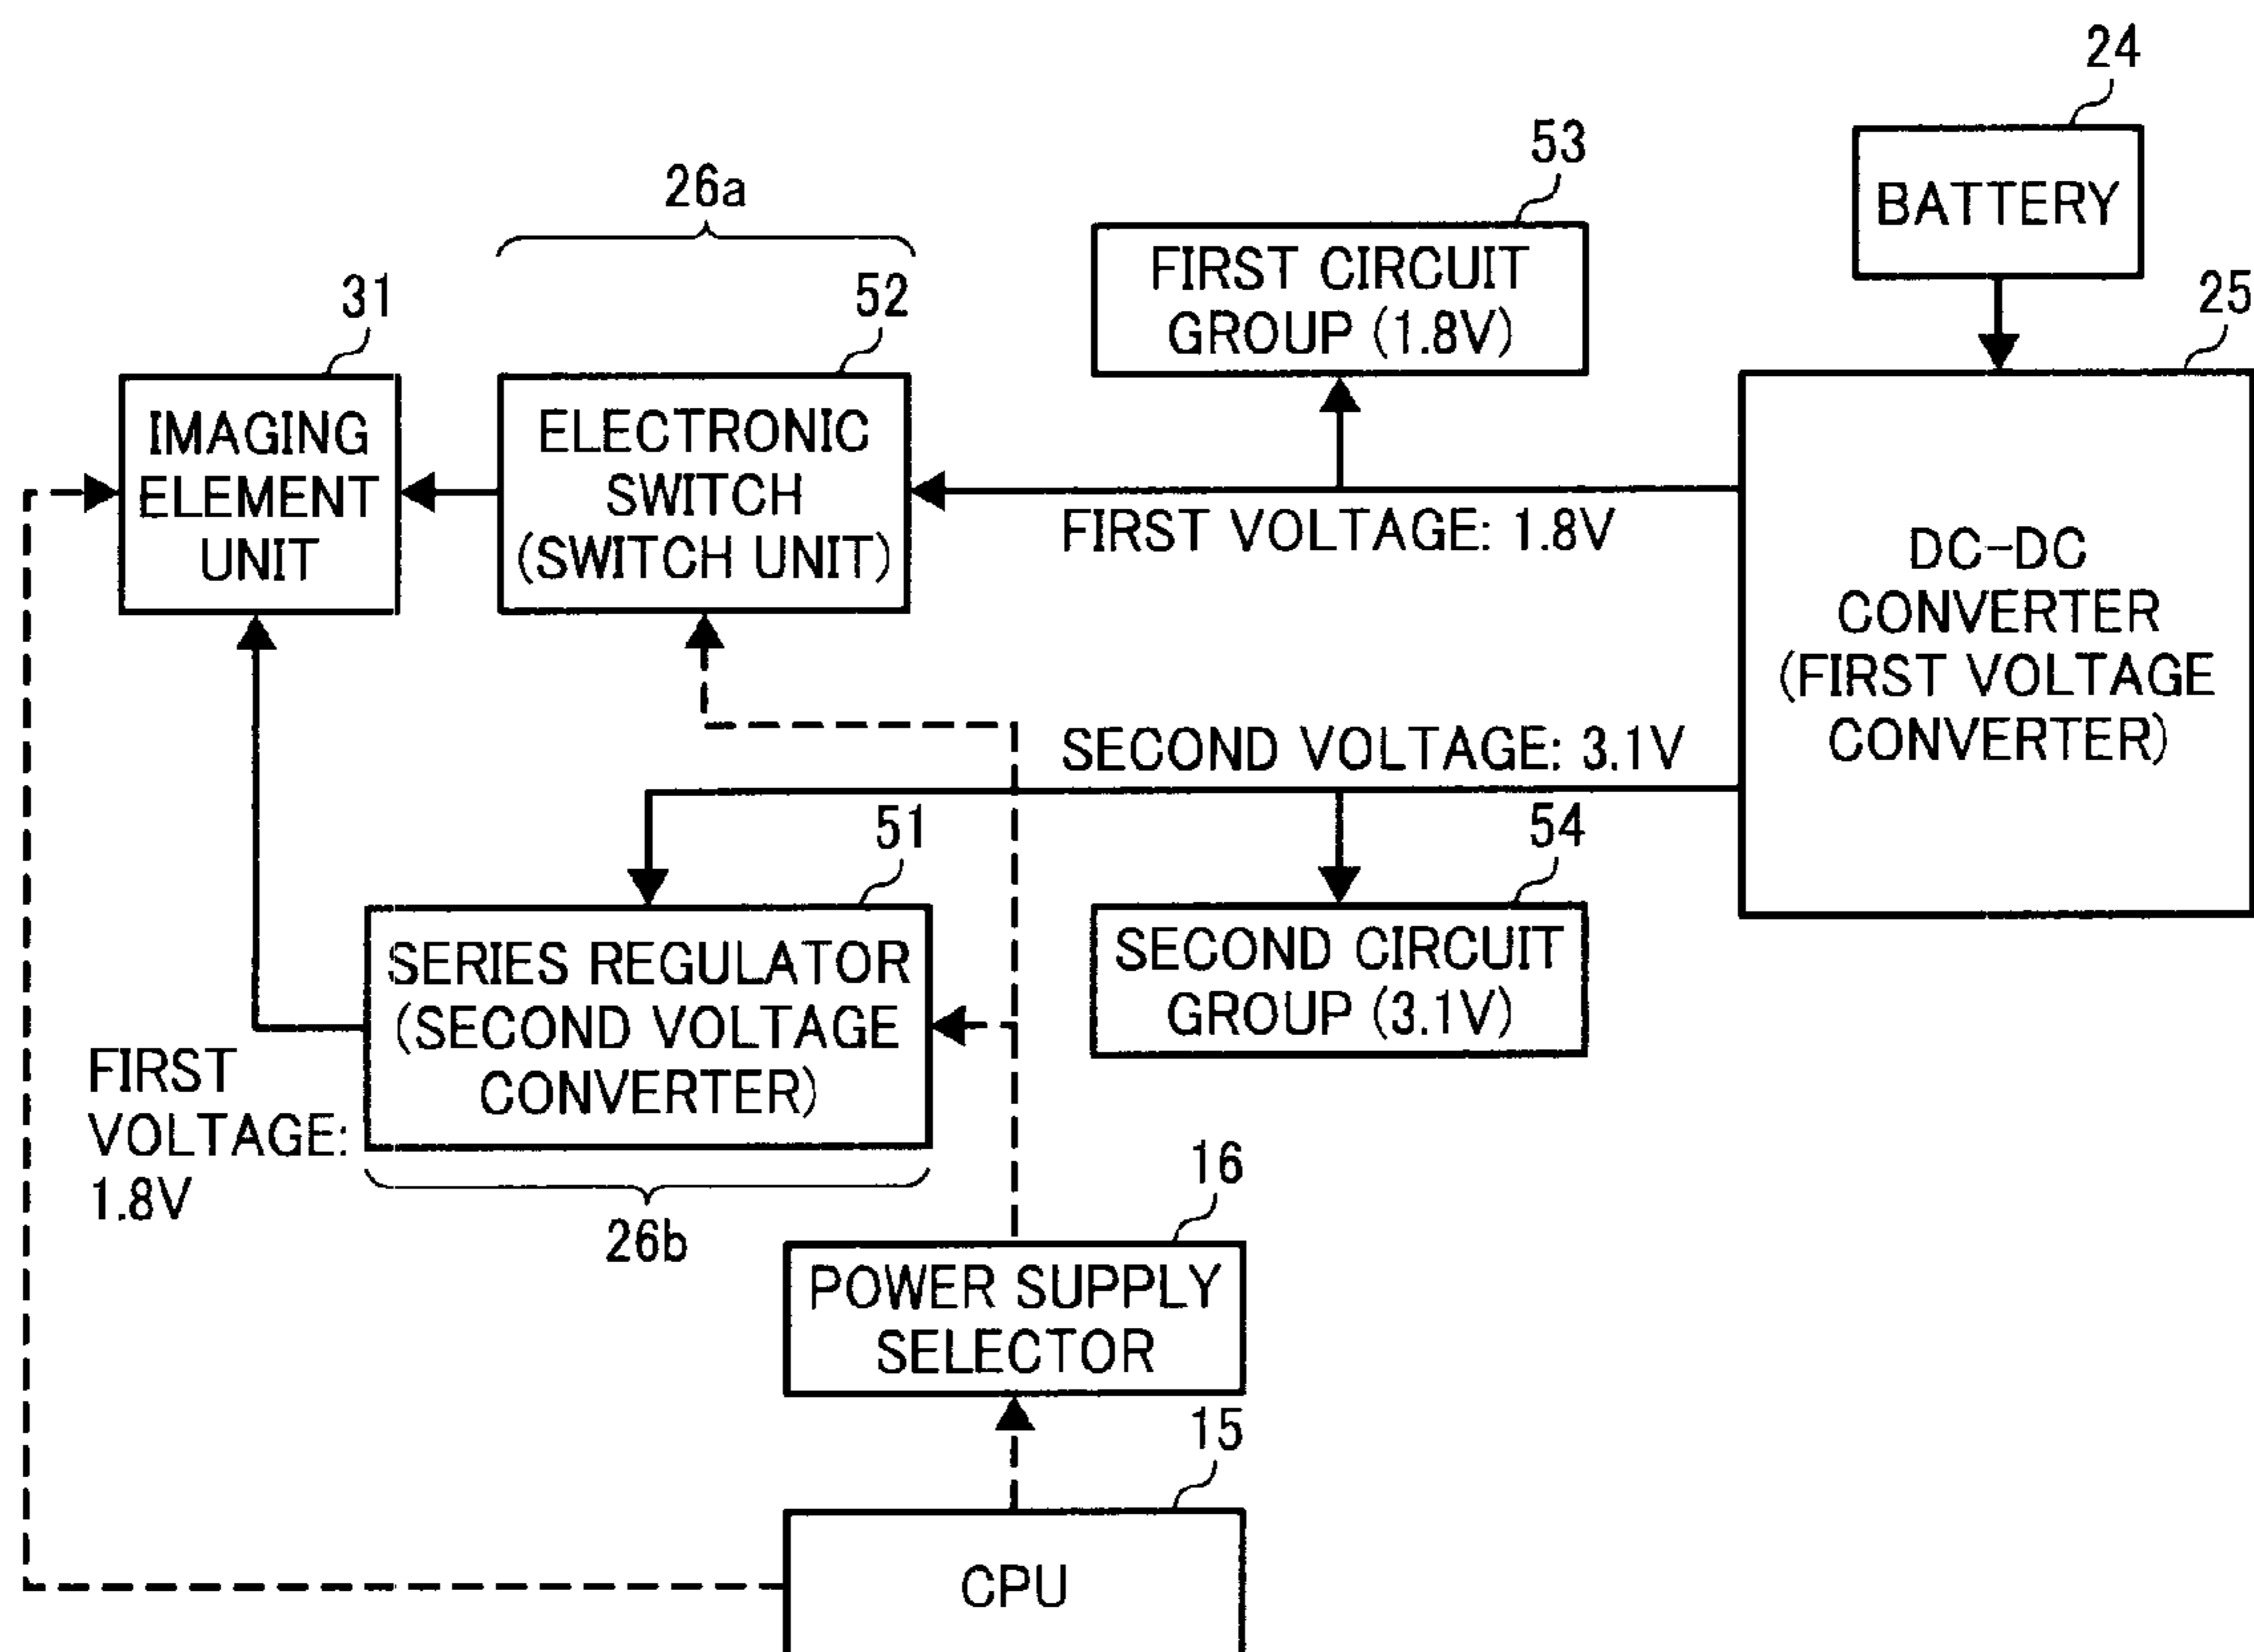 24
BATTERY
53
FIRST CIRCUIT
GROUP (1.8V)
26a
25
31
52
IMAGING
ELEMENT
UNIT
ELECTRONIC
SWITCH
(SWITCH UNIT)
FIRST VOLTAGE: 1.8V
DC-DC
CONVERTER
(FIRST VOLTAGE
CONVERTER)
SECOND VOLTAGE: 3.1V
51
54
SERIES REGULATOR
(SECOND VOLTAGE
CONVERTER)
SECOND CIRCUIT
GROUP (3.1V)
FIRST
VOLTAGE:
1.8V
26b
16
POWER SUPPLY
SELECTOR
15
CPU